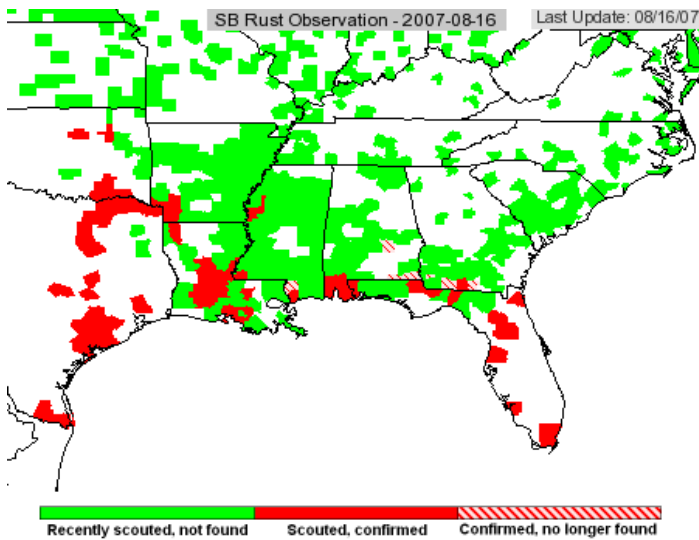 SB Rust Observation - 2007-08-16
Last Update: 08/16/07
Recently scouted, not found
Scouted, confirmed
Confirmed, no longer found